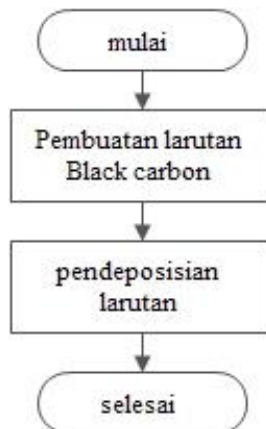 mulai
Pembuatan larutan
Black carbon
pendeposisian
larutan
selesai